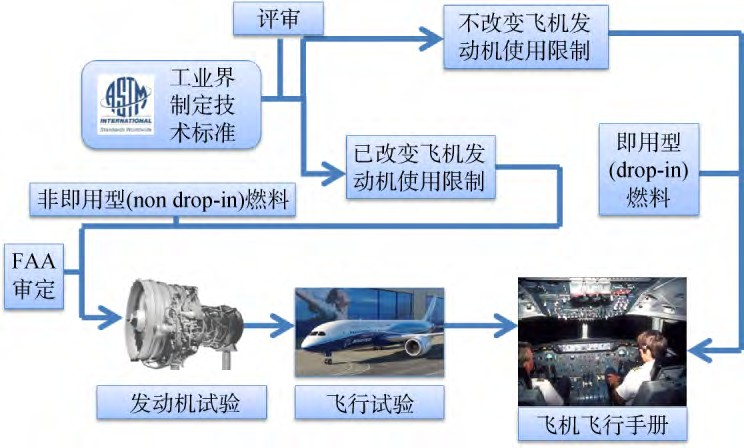 评审
不改变飞机发
动机使用限制
ASTM
INTERNATIONAL
Standards Worldwide
工业界
制定技
术标准
已改变飞机发
动机使用限制
即用型
(drop-in)
燃料
非即用型(non drop-in)燃料
FAA
审定
BOEING
发动机试验
飞行试验
飞机飞行手册